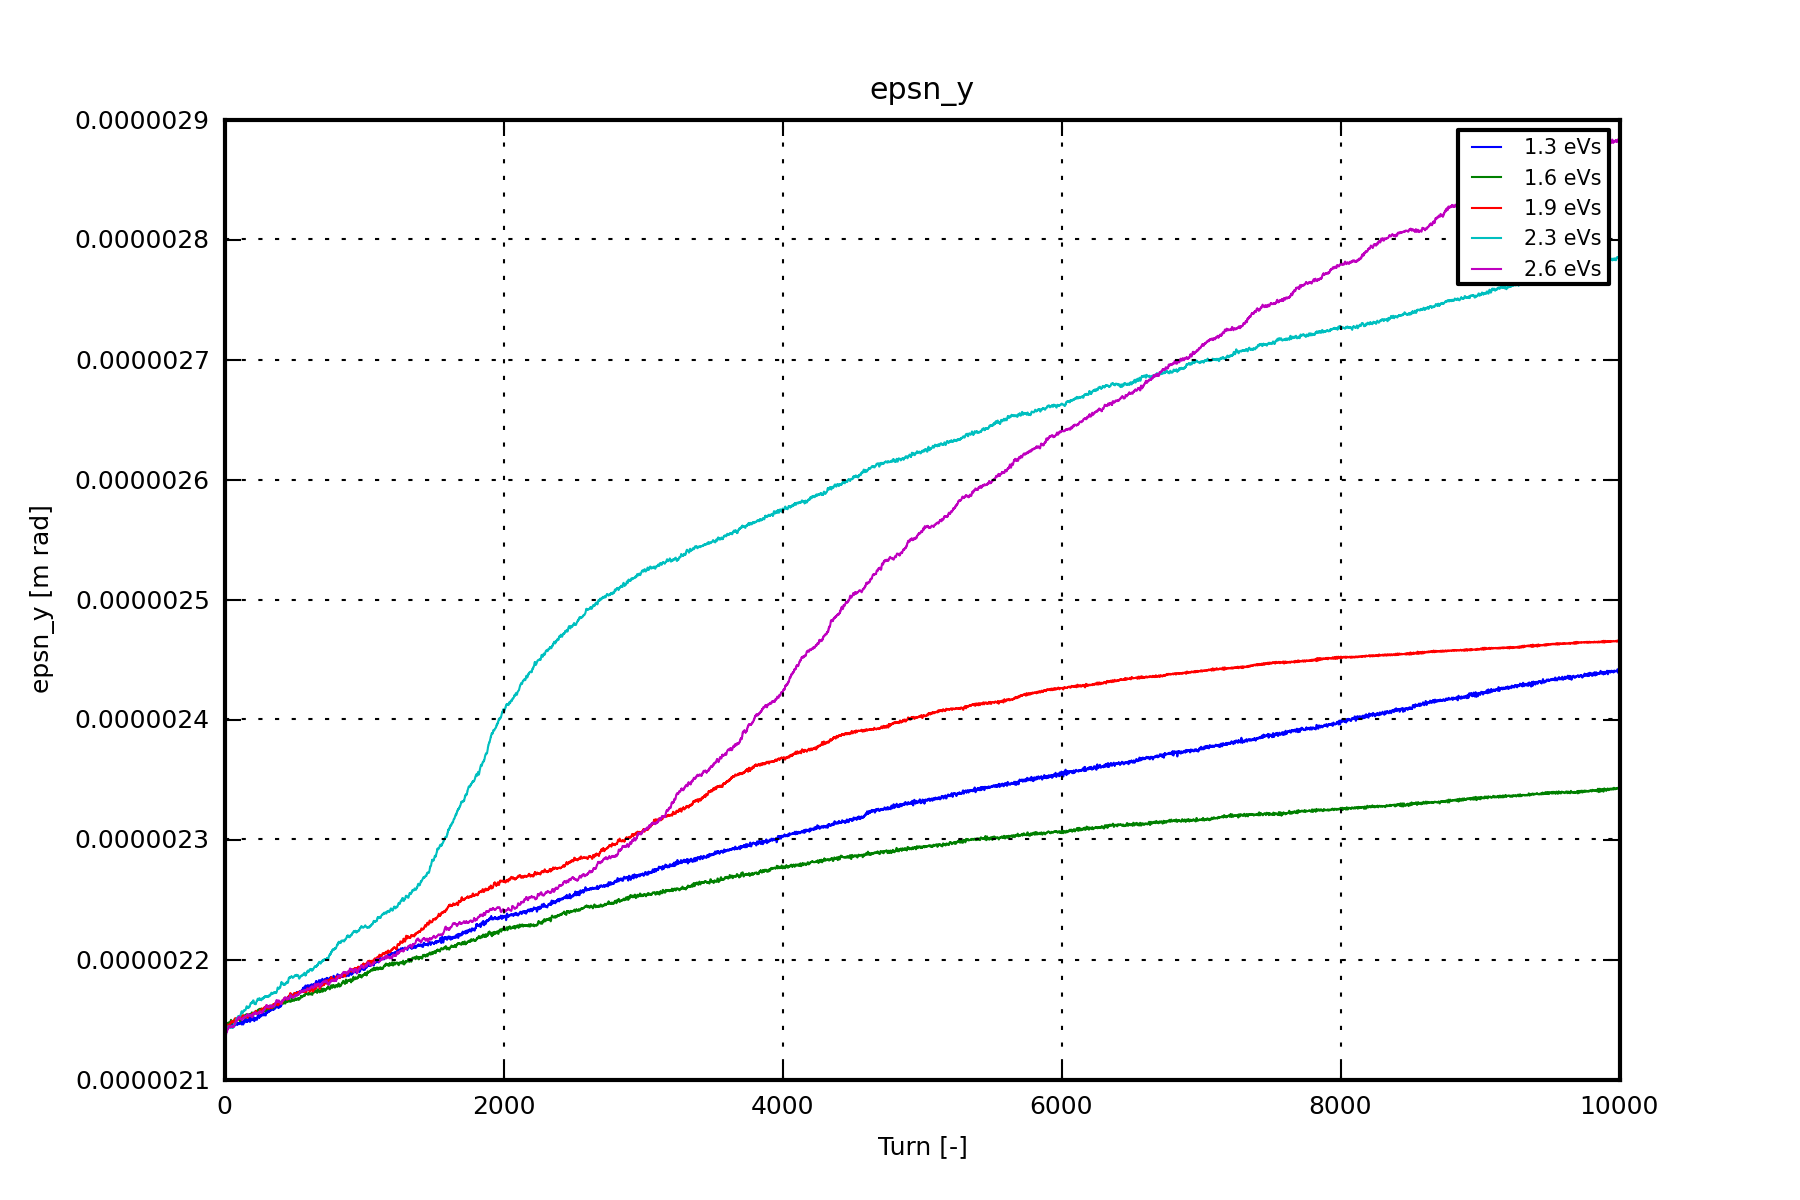 epsn_y
0.0000029
0.0000028
0.0000027
0.0000026
0.0000025
0.0000024
0.0000023
0.0000022
0.0000021
epsn_y [m rad]
1.3 eVs
1.6 eVs
1.9 eVs
2.3 eVs
2.6 eVs
0 2000 4000 6000 8000 10000
Turn [-]